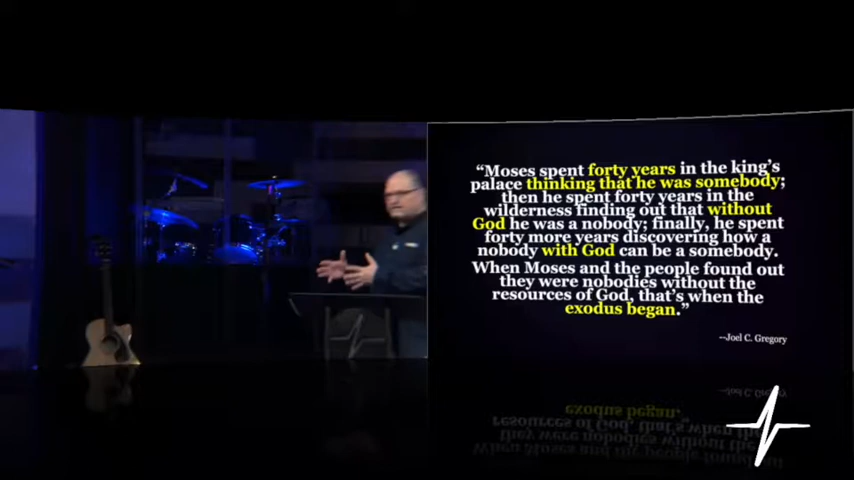 “Moses spent forty years in the king’s
palace thinking that he was somebody;
then he spent forty years in the
wilderness finding out that without
God he was a nobody; finally, he spent
forty more years discovering how a
nobody with God can be a somebody.
When Moses and the people found out
they were nobodies without the
resources of God, that’s when the
exodus began.”
--Joel C. Gregory